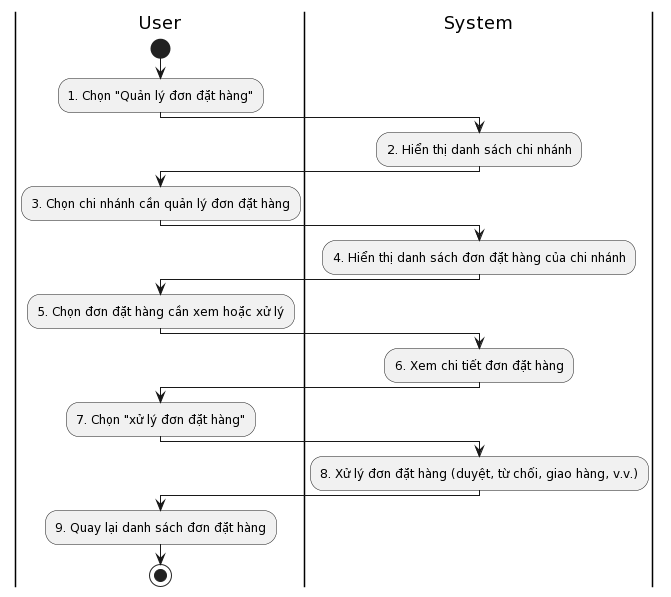 User
System
1. Chọn "Quản lý đơn đặt hàng"
2. Hiển thị danh sách chi nhánh
3. Chọn chi nhánh cần quản lý đơn đặt hàng
4. Hiển thị danh sách đơn đặt hàng của chi nhánh
5. Chọn đơn đặt hàng cần xem hoặc xử lý
6. Xem chi tiết đơn đặt hàng
7. Chọn "xử lý đơn đặt hàng"
8. Xử lý đơn đặt hàng (duyệt, từ chối, giao hàng, v.v.)
9. Quay lại danh sách đơn đặt hàng